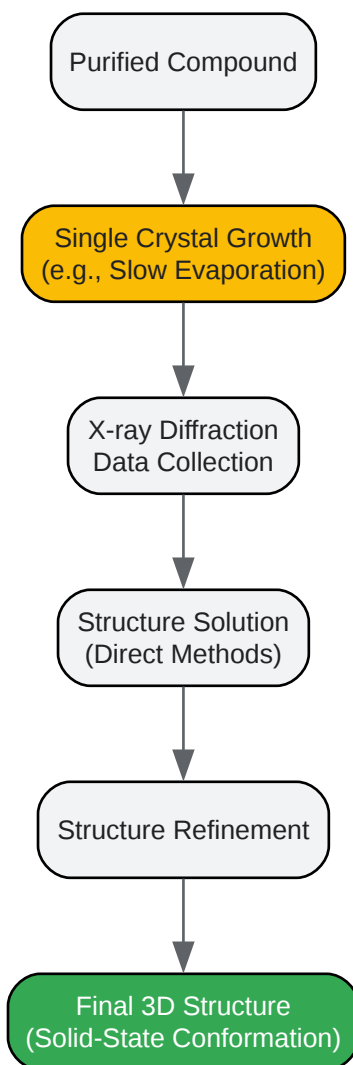 Purified Compound
Single Crystal Growth
(e.g., Slow Evaporation)
X-ray Diffraction
Data Collection
Structure Solution
(Direct Methods)
Structure Refinement
Final 3D Structure
(Solid-State Conformation)